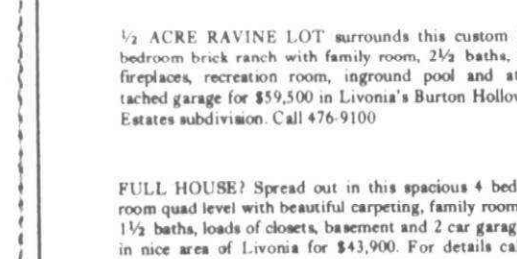 ½ ACRE RAVINE LOT surrounds this custom
bedroom brick ranch with family room, 2½ baths,
fireplaces, recreation room, inground pool and at
tached garage for $59,500 in Livonia's Burton Hollow
Estates subdivision. Call 476-9100
FULL HOUSE? Spread out in this spacious 4 bed
room quad level with beautiful carpeting, family room
1½ baths, loads of closets, basement and 2 car garag
in nice area of Livonia for $43,900. For details cal